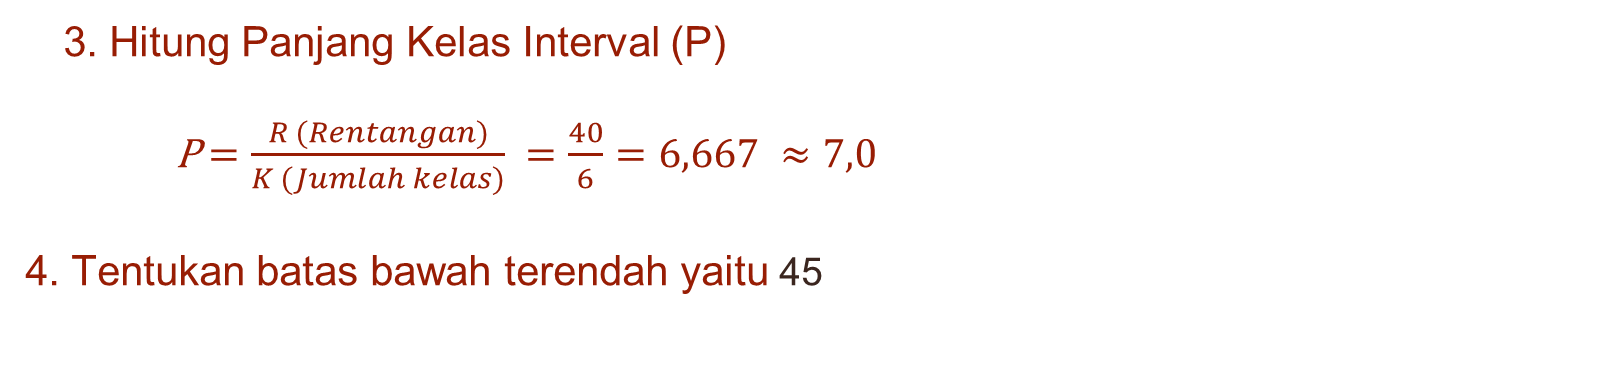 3. Hitung Panjang Kelas Interval (P)
P = R (Rentangan) / K (Jumlah kelas) = 40 / 6 = 6,667 ≈ 7,0
4. Tentukan batas bawah terendah yaitu 45